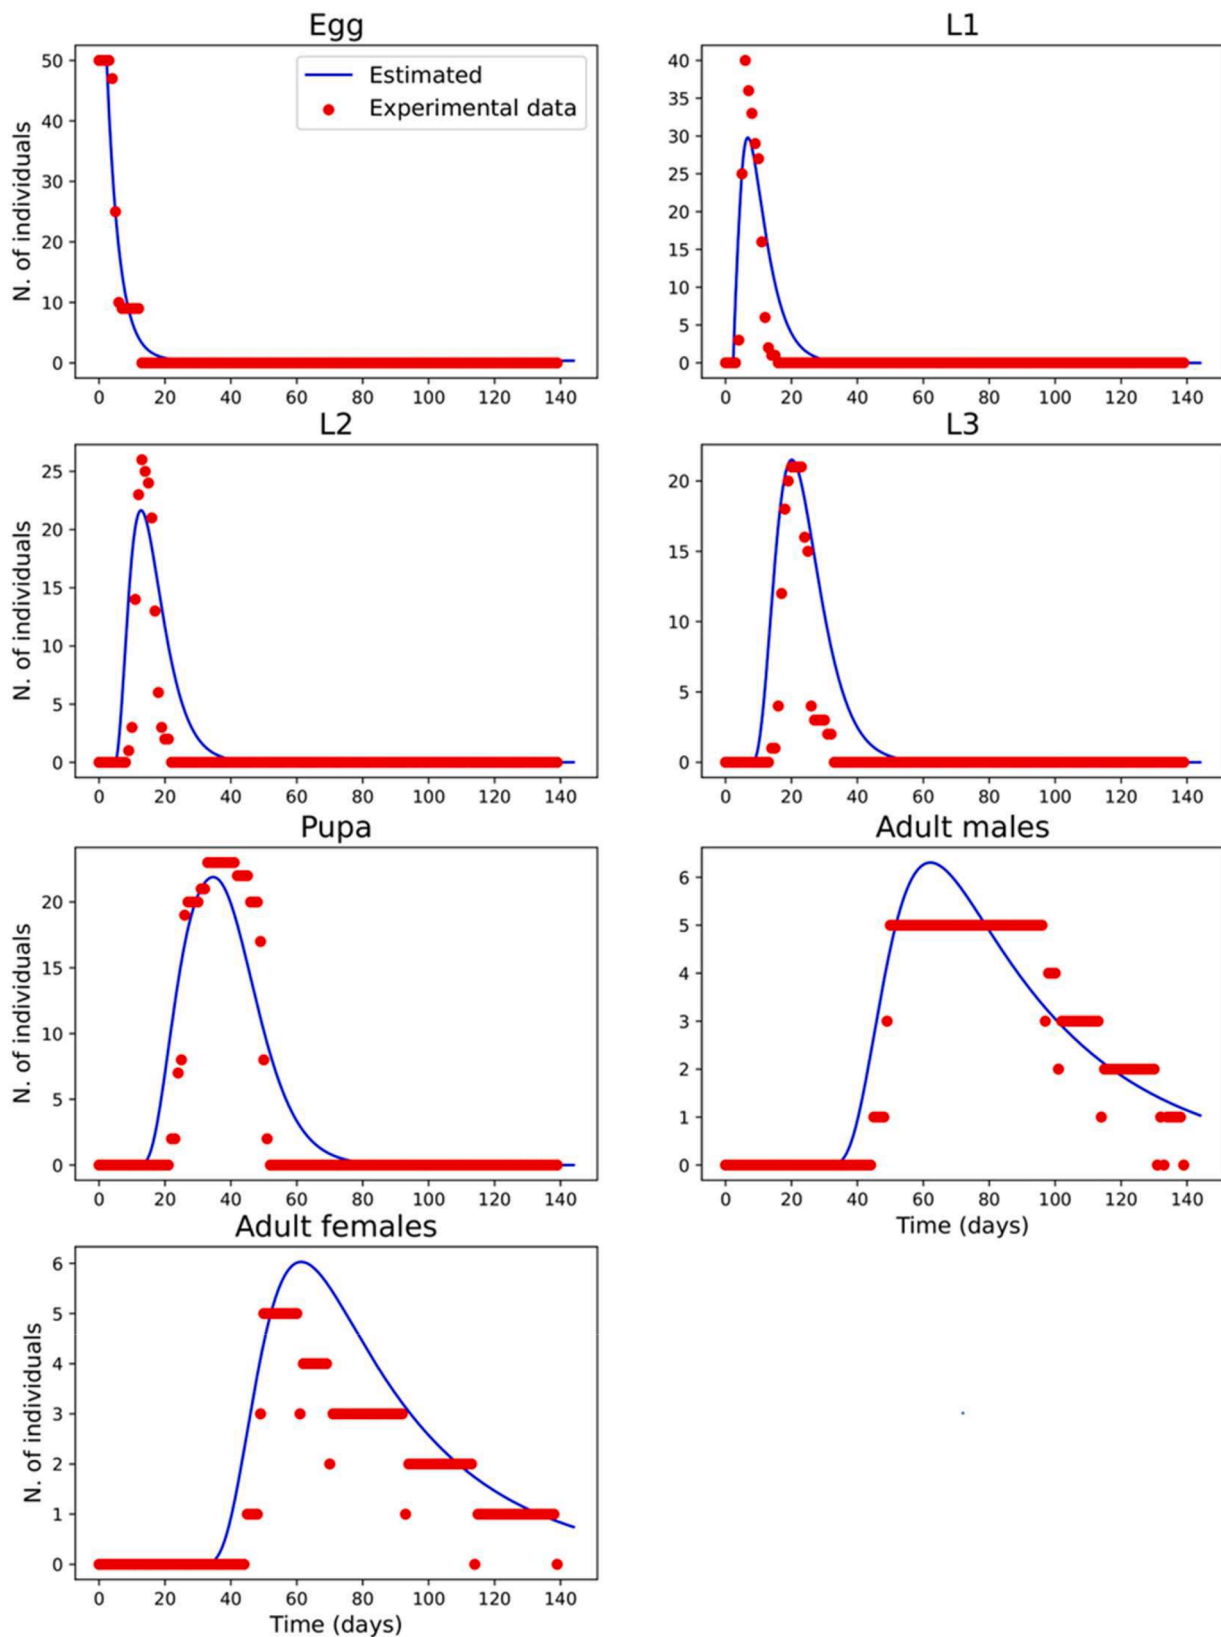 Egg
50
40
30
20
10
0
N. of individuals
Estimated
Experimental data
0 20 40 60 80 100 120 140
L1
40
35
30
25
20
15
10
5
0
0 20 40 60 80 100 120 140
L2
25
20
15
10
5
0
N. of individuals
0 20 40 60 80 100 120 140
L3
20
15
10
5
0
0 20 40 60 80 100 120 140
Pupa
20
15
10
5
0
N. of individuals
0 20 40 60 80 100 120 140
Adult males
6
5
4
3
2
1
0
0 20 40 60 80 100 120 140
Time (days)
Adult females
6
5
4
3
2
1
0
N. of individuals
0 20 40 60 80 100 120 140
Time (days)